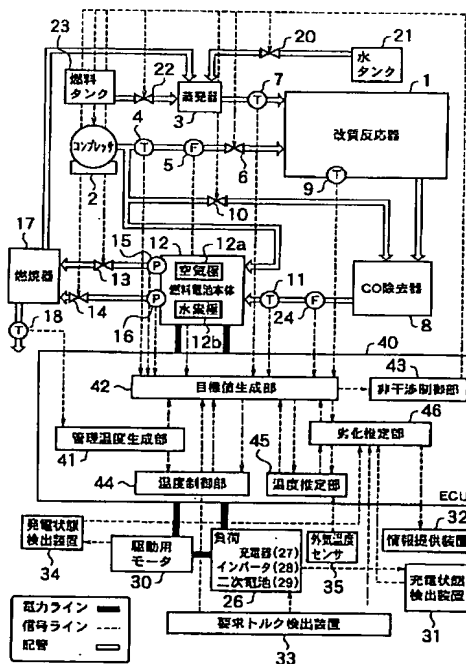 23
20
21
燃料
タンク
22
蒸発器
3
7
水
タンク
1
4
コンプレッサ
T
F
5
6
T
改質反応器
9
T
2
10
17
燃焼器
15
12
12a
空気極
燃料電池本体
水素極
12b
P
P
13
14
16
11
T
F
24
CO除去器
8
18
T
40
43
42
目標値生成部
非干渉制御部
46
管理温度生成部
41
45
劣化推定部
44
温度制御部
温度推定部
ECU
発電状態
検出装置
34
駆動用
モータ
30
負荷
充電器(27)
インバータ(28)
二次電池(29)
26
外気温度
センサ
35
情報提供装置
32
充電状態
検出装置
31
要求トルク検出装置
33
電力ライン
信号ライン
配管